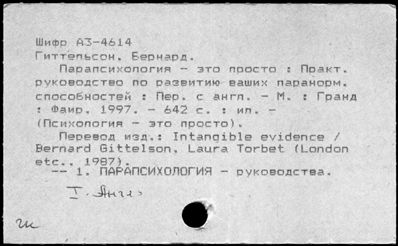 Шифр А3-4614
Гиттельсон, Бернард.
Парапсихология - это просто : Практ.
руководство по развитию ваших паранорм.
способностей : Пер. с англ. - М. : Гранд
: Фаир, 1997. - 642 с. : ил. -
(Психология - это просто).
Перевод изд.: Intangible evidence /
Bernard Gittelson, Laura Torbet (London
etc., 1987).
-- 1. ПАРАПСИХОЛОГИЯ - руководства.
I.